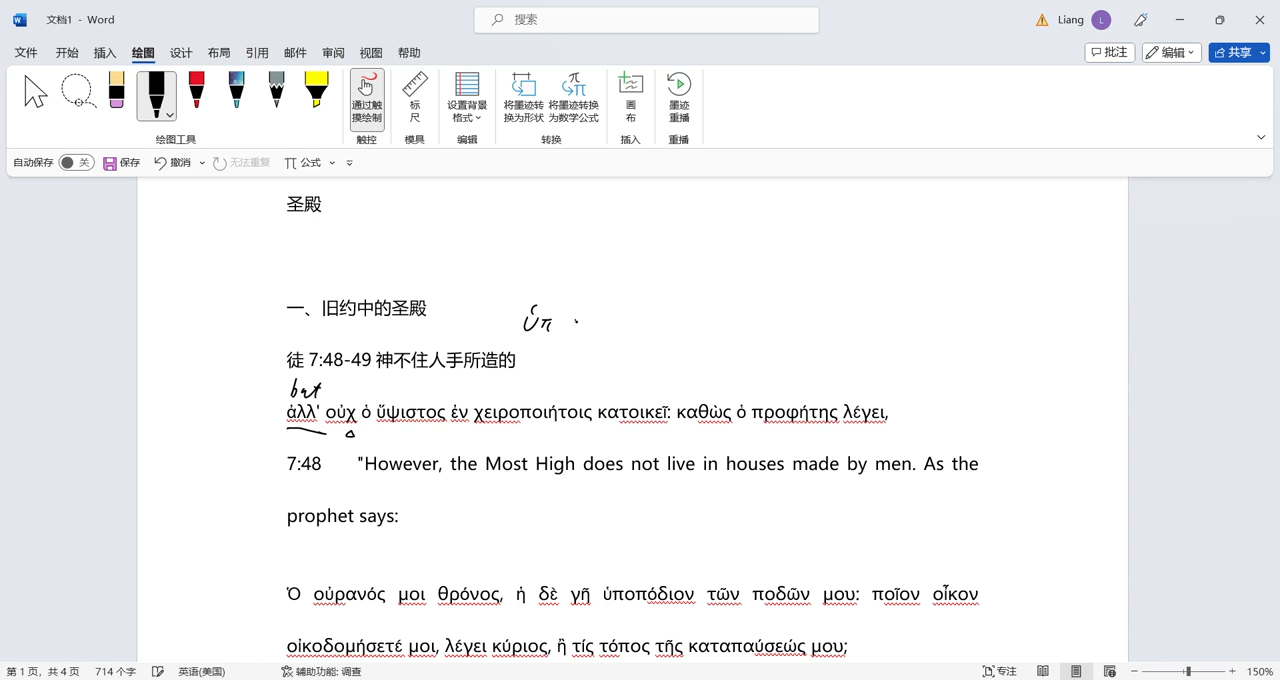 文档1 - Word
搜索
Liang
L
文件 开始 插入 绘图 设计 布局 引用 邮件 审阅 视图 帮助
批注 编辑 共享
通过触摸绘制
标尺
设置背景格式
将墨迹转换为形状
将墨迹转换为数学公式
画布
墨迹重播
绘图工具 触控 模具 编辑 转换 插入 重播
自动保存 关 保存 撤消 无法重复 公式
圣殿
一、旧约中的圣殿
ὑπ
徒 7:48-49 神不住人手所造的
but
ἀλλ' οὐχ ὁ ὕψιστος ἐν χειροποιήτοις κατοικεῖ: καθὼς ὁ προφήτης λέγει,
7:48 "However, the Most High does not live in houses made by men. As the
prophet says:
Ὁ οὐρανός μοι θρόνος, ἡ δὲ γῆ ὑποπόδιον τῶν ποδῶν μου: ποῖον οἶκον
οἰκοδομήσετέ μοι, λέγει κύριος, ἢ τίς τόπος τῆς καταπαύσεώς μου;
第 1 页，共 4 页 714 个字 英语(美国) 辅助功能: 调查 专注 150%